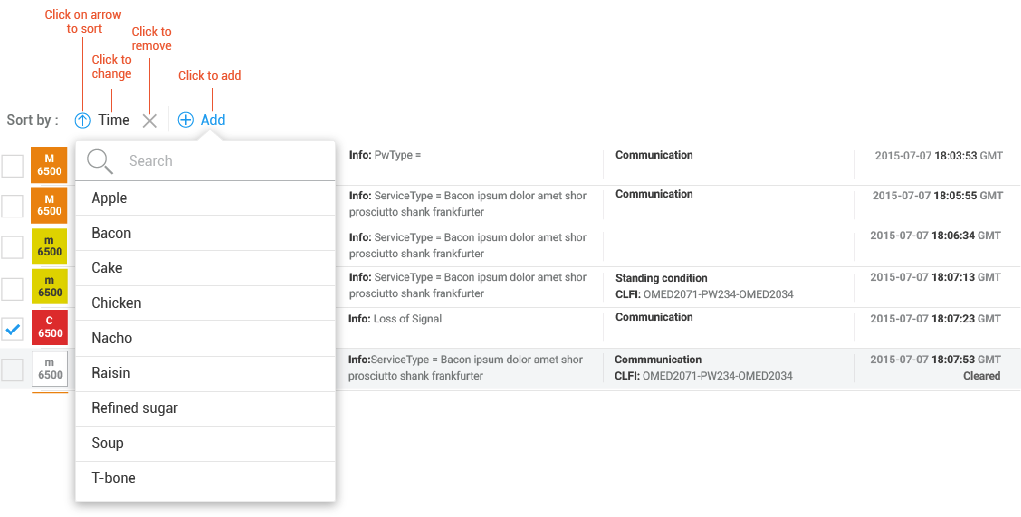 Click on arrow
to sort
Click to
remove
Click to
change
Click to add
Sort by : Time Add
Search
Apple
Bacon
Cake
Chicken
Nacho
Raisin
Refined sugar
Soup
T-bone
M
6500
Info: PwType =
Communication
2015-07-07 18:03:53 GMT
M
6500
Info: ServiceType = Bacon ipsum dolor amet shor
prosciutto shank frankfurter
Communication
2015-07-07 18:05:55 GMT
m
6500
Info: ServiceType = Bacon ipsum dolor amet shor
prosciutto shank frankfurter
2015-07-07 18:06:34 GMT
m
6500
Info: ServiceType = Bacon ipsum dolor amet shor
prosciutto shank frankfurter
Standing condition
CLFI: OMED2071-PW234-OMED2034
2015-07-07 18:07:13 GMT
C
6500
Info: Loss of Signal
Communication
2015-07-07 18:07:23 GMT
m
6500
Info:ServiceType = Bacon ipsum dolor amet shor
prosciutto shank frankfurter
Commmunication
CLFI: OMED2071-PW234-OMED2034
2015-07-07 18:07:53 GMT
Cleared